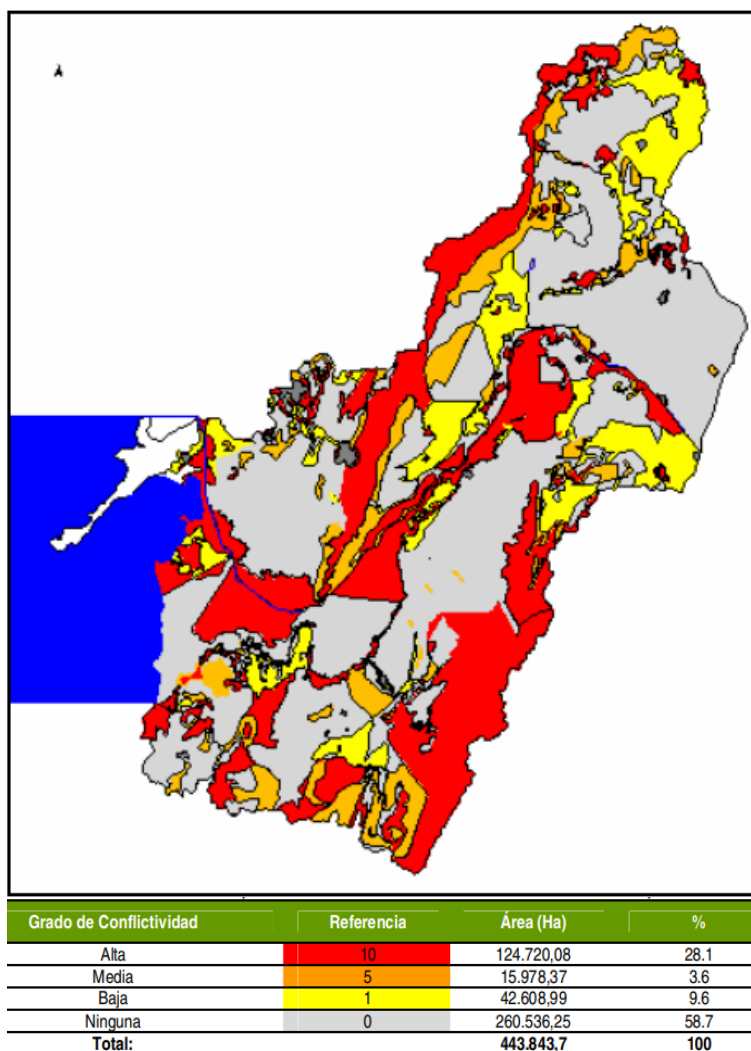 Grado de Conflictividad Referencia Área (Ha) %
Alta 10 124.720,08 28.1
Media 5 15.978,37 3.6
Baja 1 42.608,99 9.6
Ninguna 0 260.536,25 58.7
Total: 443.843,7 100